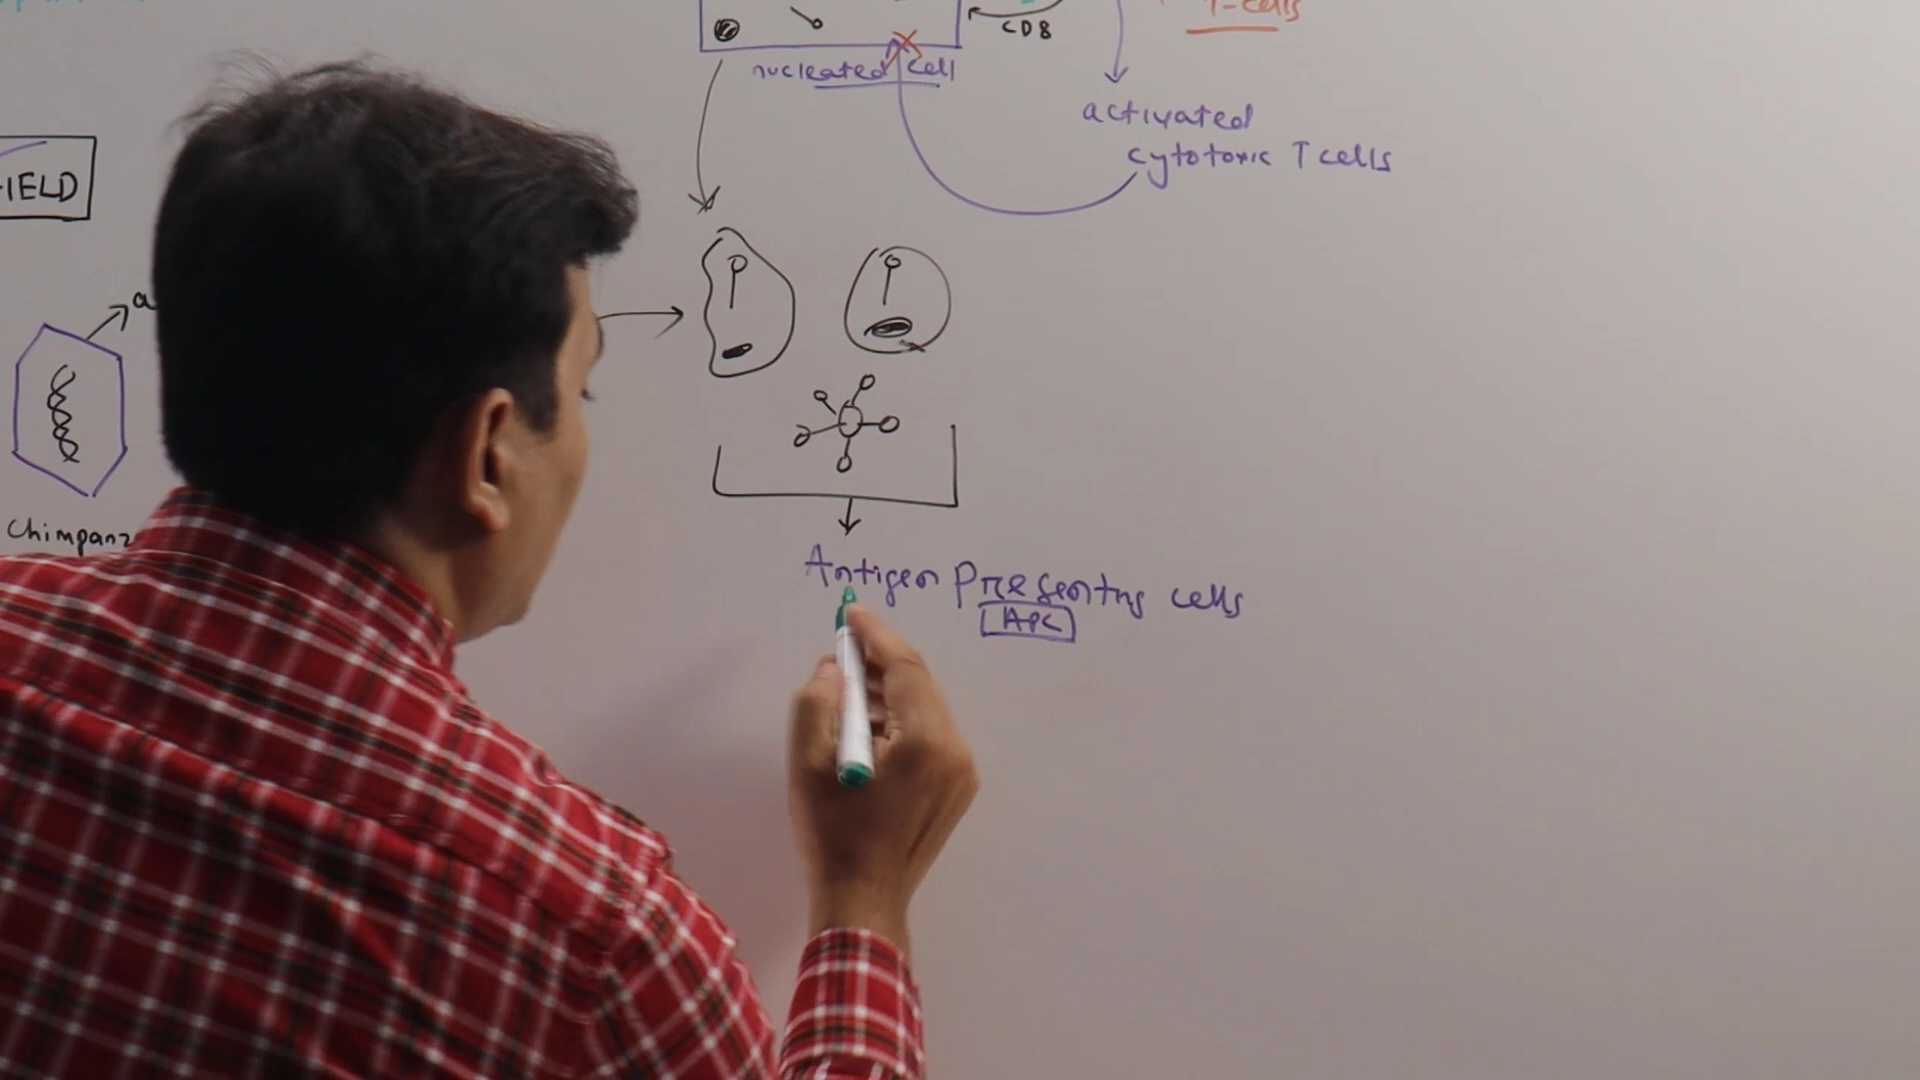 T-cells
CD8
nucleated cell
activated
cytotoxic T cells
IELD
a
Chimpanz
Antigen Presenting cells
APC